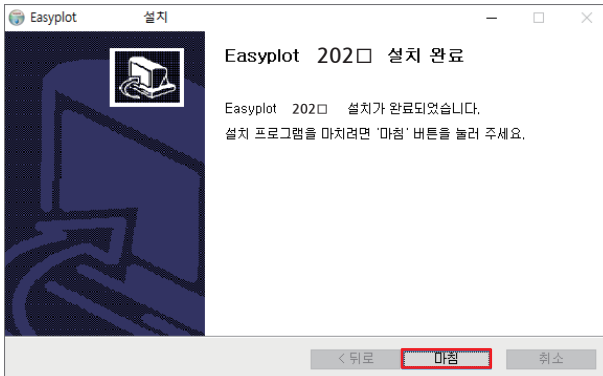 Easyplot 설치
Easyplot 202□ 설치 완료
Easyplot 202□ 설치가 완료되었습니다.
설치 프로그램을 마치려면 '마침' 버튼을 눌러 주세요.
< 뒤로 마침 취소